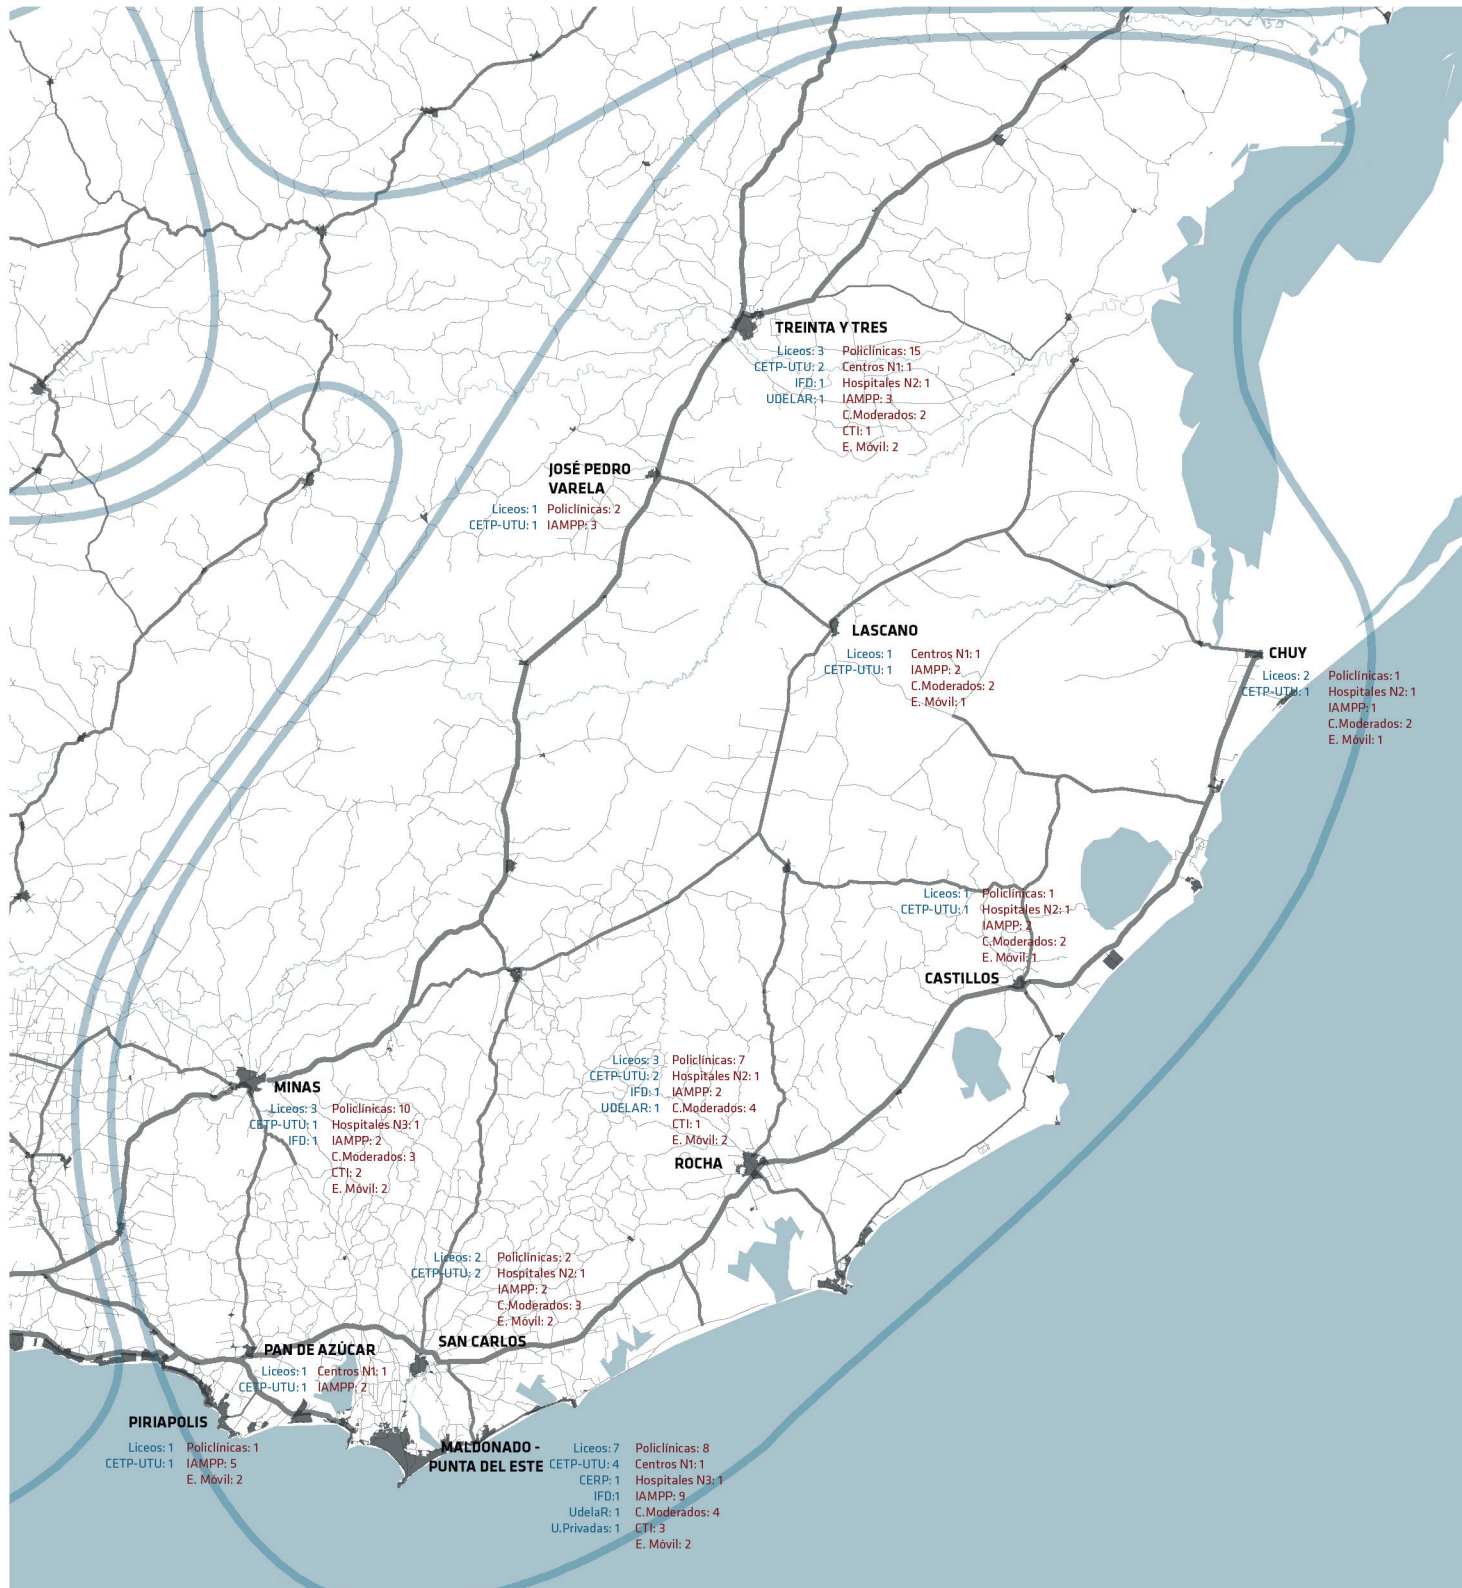 TREINTA Y TRES
Liceos: 3
CETP-UTU: 2
IFD: 1
UDELAR: 1
Policlínicas: 15
Centros N1: 1
Hospitales N2: 1
IAMPP: 3
C.Moderados: 2
CTI: 1
E. Móvil: 2
JOSÉ PEDRO
VARELA
Liceos: 1
CETP-UTU: 1
Policlínicas: 2
IAMPP: 3
LASCANO
Liceos: 1
CETP-UTU: 1
Centros N1: 1
IAMPP: 2
C.Moderados: 2
E. Móvil: 1
CHUY
Liceos: 2
CETP-UTU: 1
Policlínicas: 1
Hospitales N2: 1
IAMPP: 1
C.Moderados: 2
E. Móvil: 1
Liceos: 1
CETP-UTU: 1
Policlínicas: 1
Hospitales N2: 1
IAMPP: 2
C.Moderados: 2
E. Móvil: 1
CASTILLOS
MINAS
Liceos: 3
CETP-UTU: 1
IFD: 1
Policlínicas: 10
Hospitales N3: 1
IAMPP: 2
C.Moderados: 3
CTI: 2
E. Móvil: 2
Liceos: 3
CETP-UTU: 2
IFD: 1
UDELAR: 1
Policlínicas: 7
Hospitales N2: 1
IAMPP: 2
C.Moderados: 4
CTI: 1
E. Móvil: 2
ROCHA
Liceos: 2
CETP-UTU: 2
Policlínicas: 2
Hospitales N2: 1
IAMPP: 2
C.Moderados: 3
E. Móvil: 2
SAN CARLOS
PAN DE AZÚCAR
Liceos: 1
CETP-UTU: 1
Centros N1: 1
IAMPP: 2
PIRIAPOLIS
Liceos: 1
CETP-UTU: 1
Policlínicas: 1
IAMPP: 5
E. Móvil: 2
MALDONADO -
PUNTA DEL ESTE
Liceos: 7
CETP-UTU: 4
CERP: 1
IFD:1
UdelaR: 1
U.Privadas: 1
Policlínicas: 8
Centros N1: 1
Hospitales N3: 1
IAMPP: 9
C.Moderados: 4
CTI: 3
E. Móvil: 2